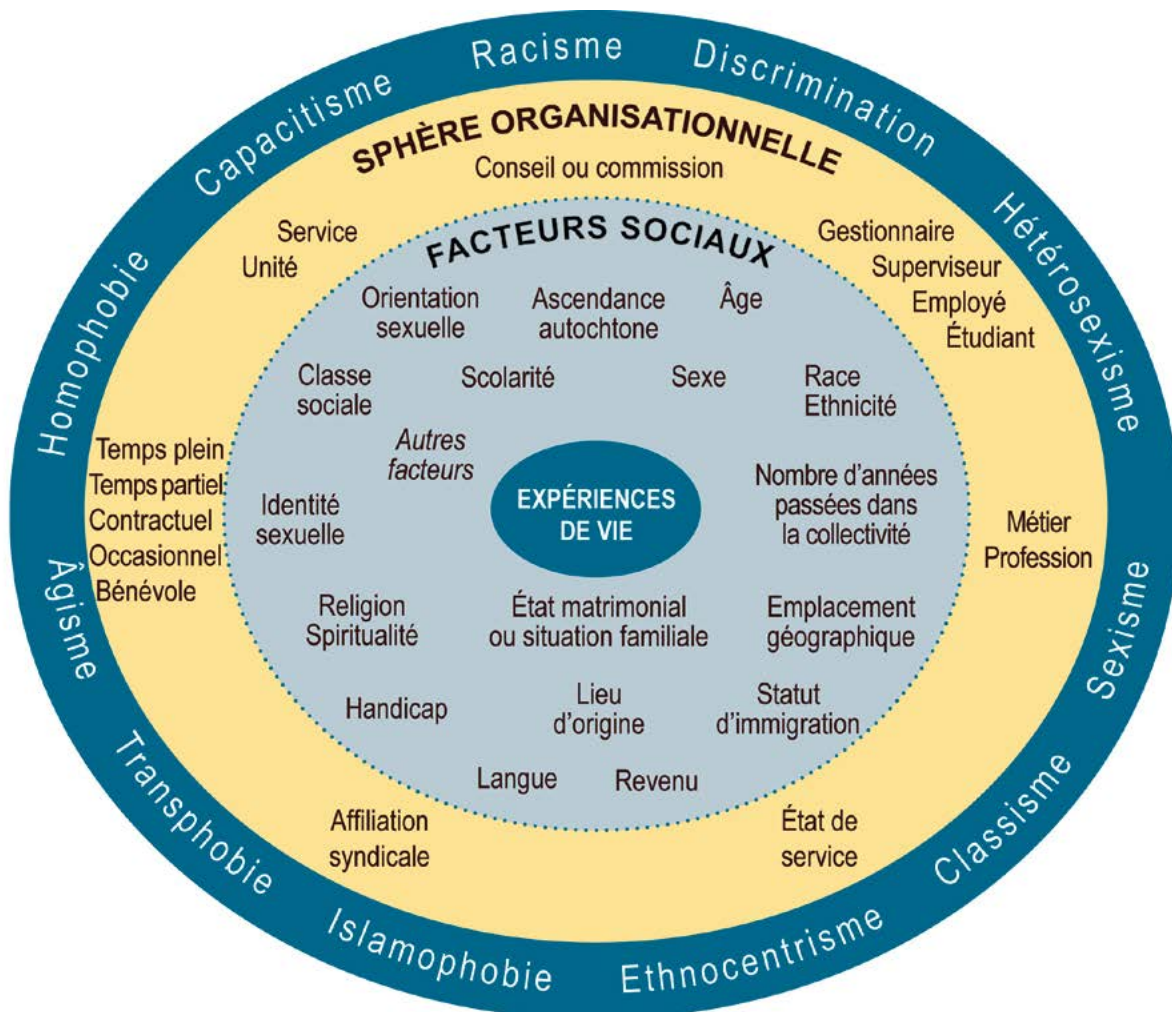 Racisme
Discrimination
Hétérosexisme
Sexisme
Classisme
Ethnocentrisme
Islamophobie
Transphobie
Âgisme
Homophobie
Capacitisme
SPHÈRE ORGANISATIONNELLE
Conseil ou commission
Service
Unité
Gestionnaire
Superviseur
Employé
Étudiant
Temps plein
Temps partiel
Contractuel
Occasionnel
Bénévole
Métier
Profession
Affiliation
syndicale
État de
service
FACTEURS SOCIAUX
Orientation
sexuelle
Ascendance
autochtone
Âge
Classe
sociale
Scolarité
Sexe
Race
Ethnicité
Autres
facteurs
Identité
sexuelle
EXPÉRIENCES
DE VIE
Nombre d'années
passées dans
la collectivité
Religion
Spiritualité
État matrimonial
ou situation familiale
Emplacement
géographique
Handicap
Lieu
d'origine
Statut
d'immigration
Langue
Revenu